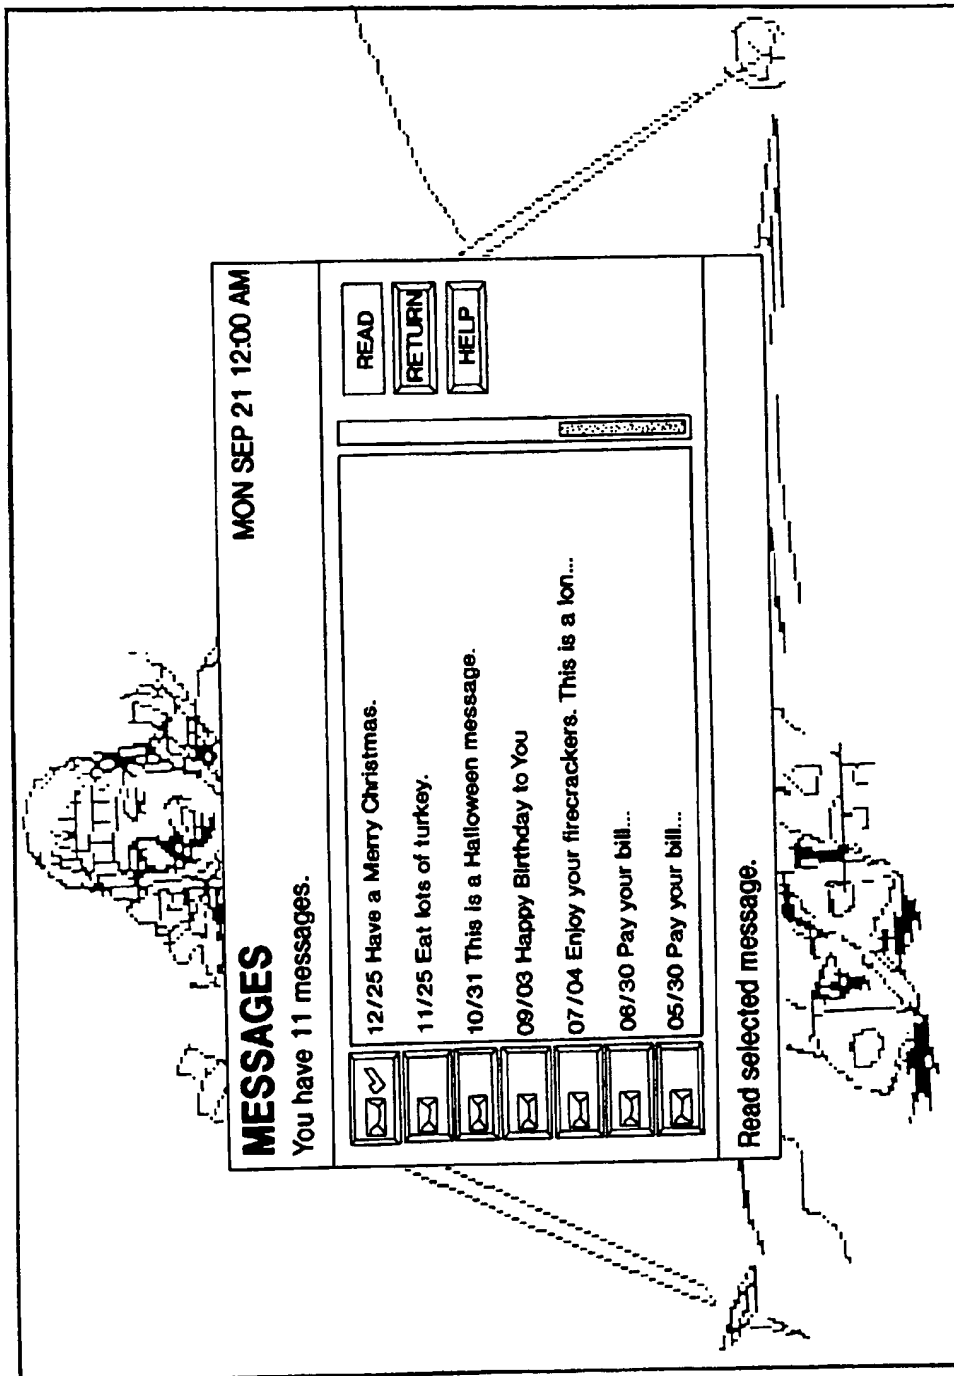 MESSAGES
MON SEP 21 12:00 AM
You have 11 messages.
12/25 Have a Merry Christmas.
11/25 Eat lots of turkey.
10/31 This is a Halloween message.
09/03 Happy Birthday to You
07/04 Enjoy your firecrackers. This is a lon...
06/30 Pay your bill...
05/30 Pay your bill...
READ
RETURN
HELP
Read selected message.